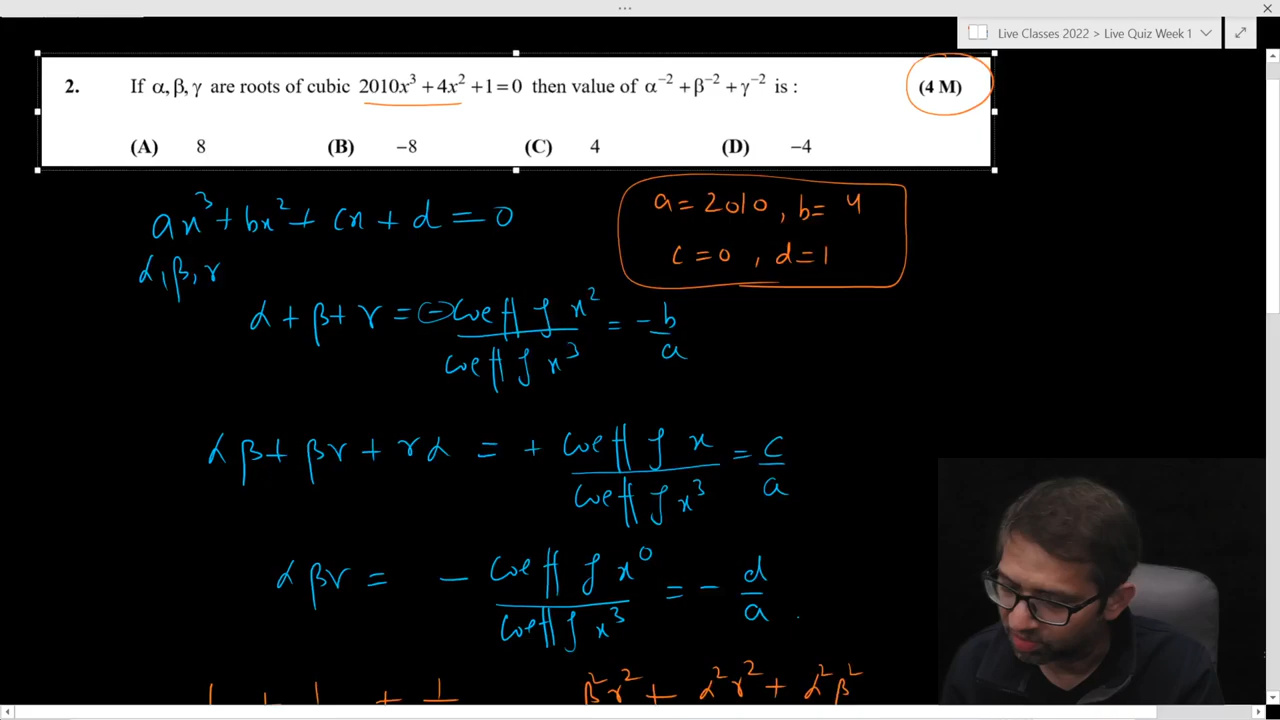 Live Classes 2022 > Live Quiz Week 1
2. If α, β, γ are roots of cubic 2010x³ + 4x² + 1 = 0 then value of α⁻² + β⁻² + γ⁻² is : (4 M)
(A) 8 (B) −8 (C) 4 (D) −4
ax³ + bx² + cx + d = 0
a = 2010, b = 4
c = 0, d = 1
α, β, γ
α + β + γ = ⊖ coeff of x² / coeff of x³ = − b/a
αβ + βγ + γα = + coeff of x / coeff of x³ = c/a
αβγ = − coeff of x⁰ / coeff of x³ = − d/a
β²γ² + α²γ² + α²β²